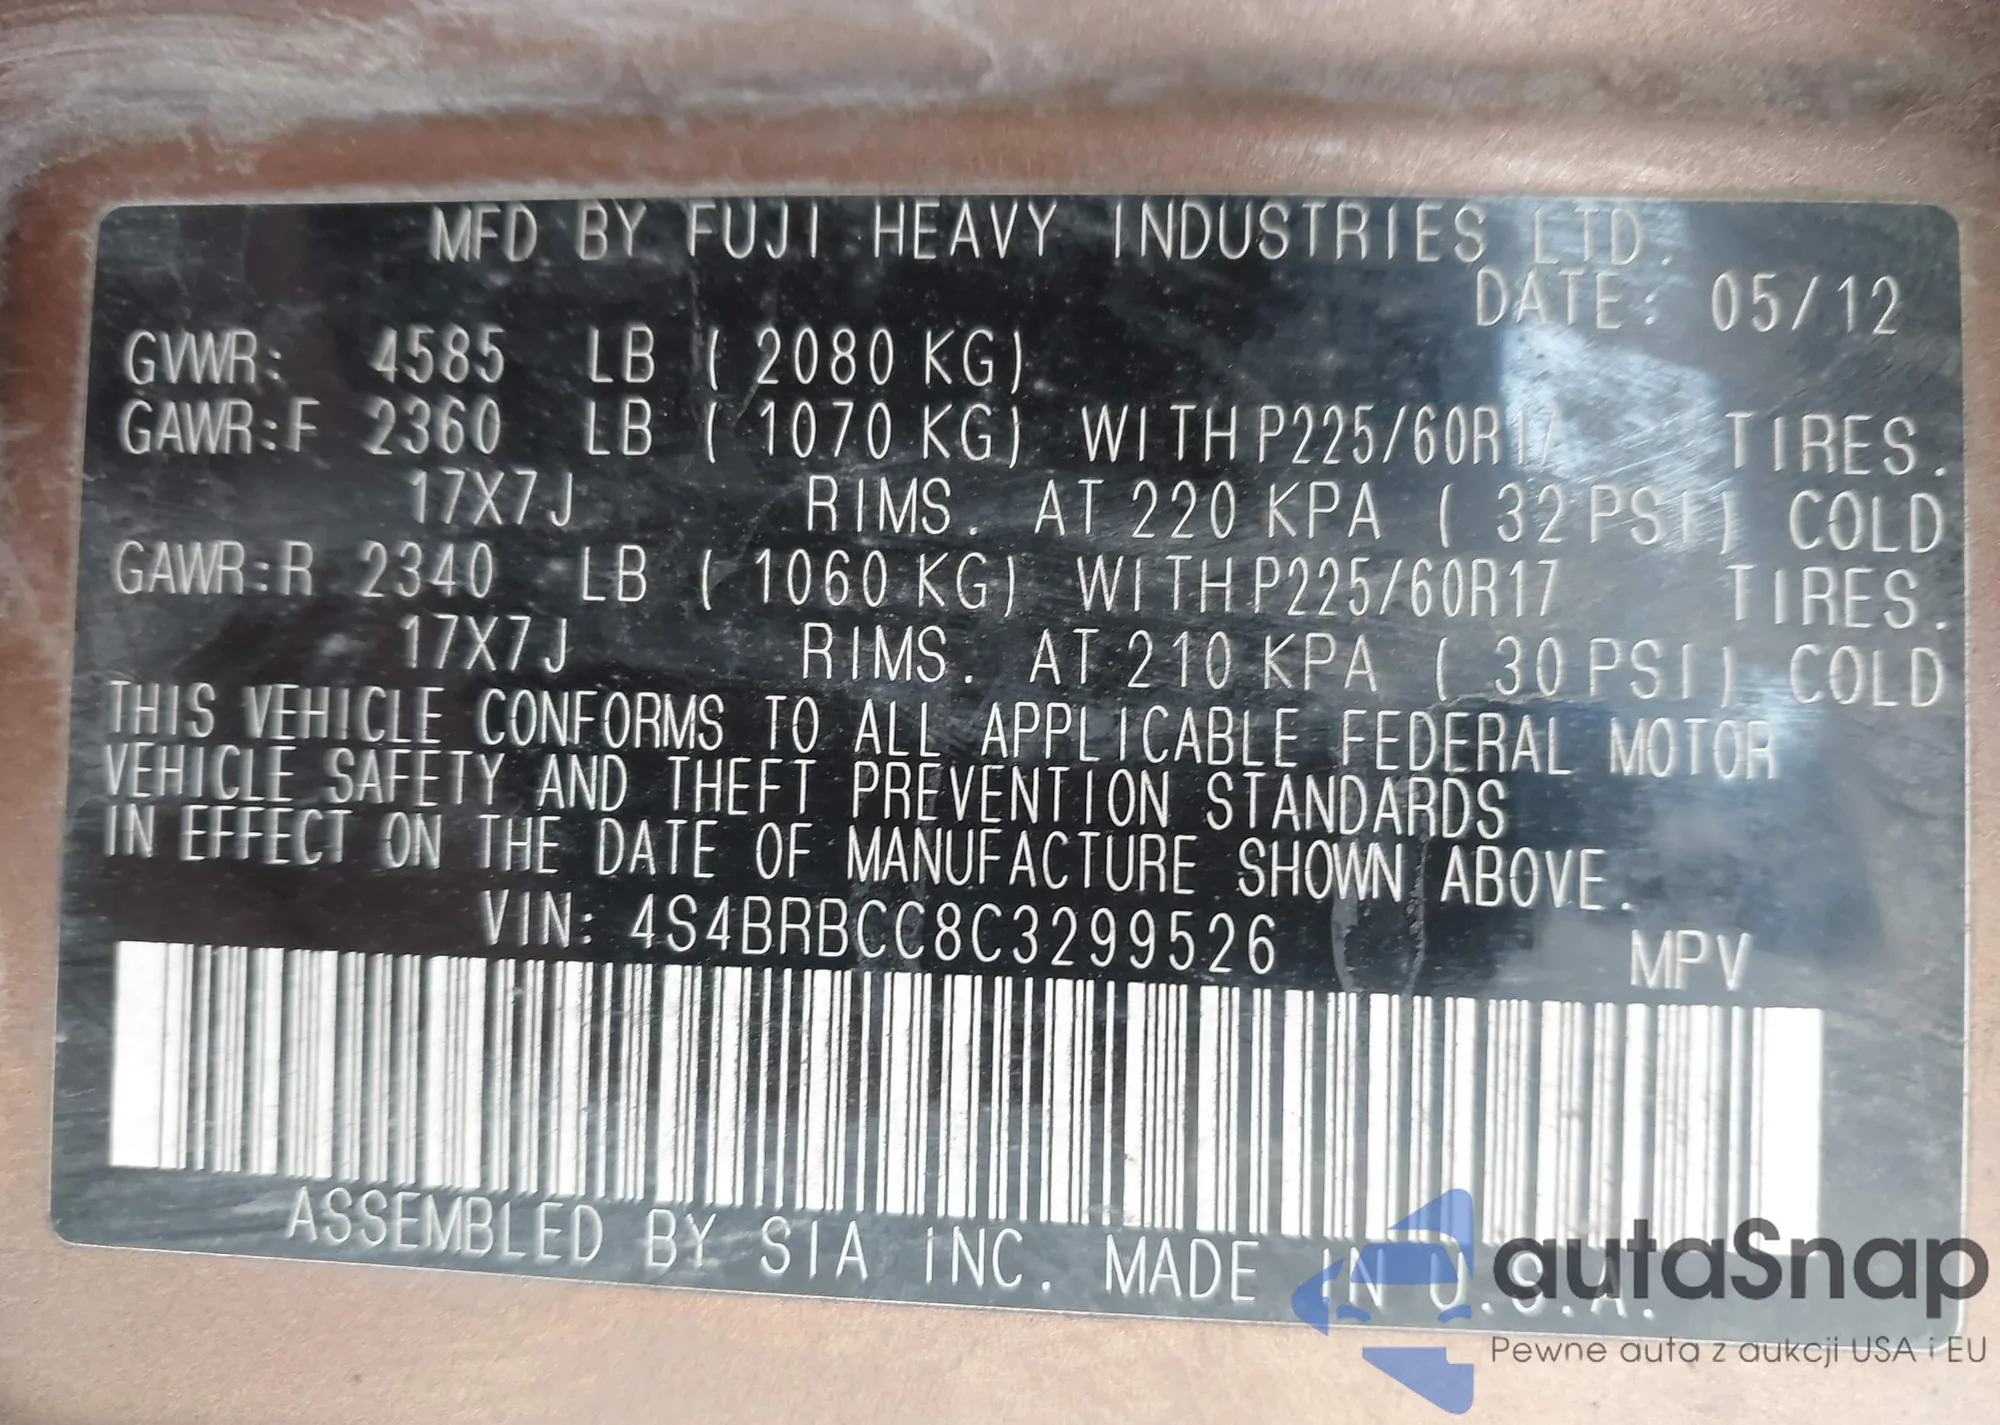 MFD BY FUJI HEAVY INDUSTRIES LTD.
DATE: 05/12
GVWR: 4585 LB ( 2080 KG)
GAWR:F 2360 LB ( 1070 KG) WITH P225/60R17 TIRES.
17X7J RIMS. AT 220 KPA ( 32 PSI) COLD
GAWR:R 2340 LB ( 1060 KG) WITH P225/60R17 TIRES.
17X7J RIMS. AT 210 KPA ( 30 PSI) COLD
THIS VEHICLE CONFORMS TO ALL APPLICABLE FEDERAL MOTOR
VEHICLE SAFETY AND THEFT PREVENTION STANDARDS
IN EFFECT ON THE DATE OF MANUFACTURE SHOWN ABOVE.
VIN: 4S4BRBCC8C3299526 MPV
ASSEMBLED BY SIA INC. MADE IN U.S.A.
autaSnap
Pewne auta z aukcji USA i EU